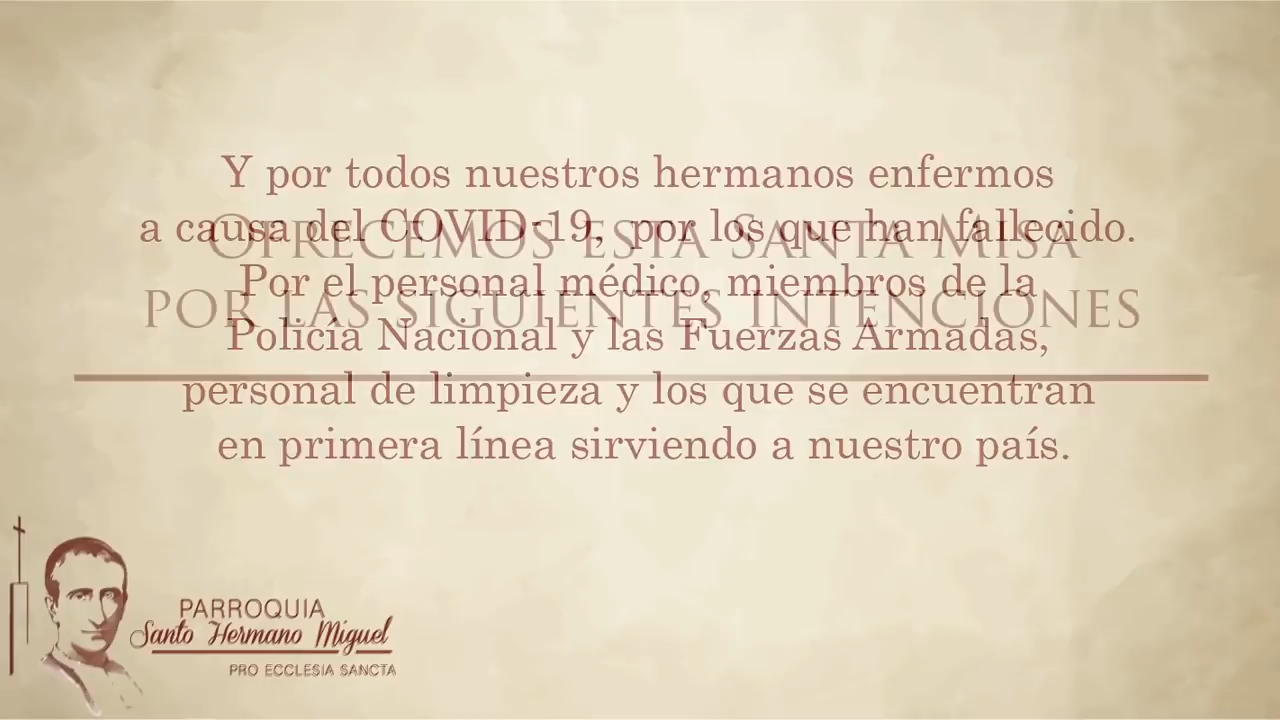 Y por todos nuestros hermanos enfermos
a causa del COVID-19, por los que han fallecido.
Por el personal médico, miembros de la
Policía Nacional y las Fuerzas Armadas,
personal de limpieza y los que se encuentran
en primera línea sirviendo a nuestro país.
OFRECEMOS ESTA SANTA MISA
POR LAS SIGUIENTES INTENCIONES
PARROQUIA
Santo Hermano Miguel
PRO ECCLESIA SANCTA